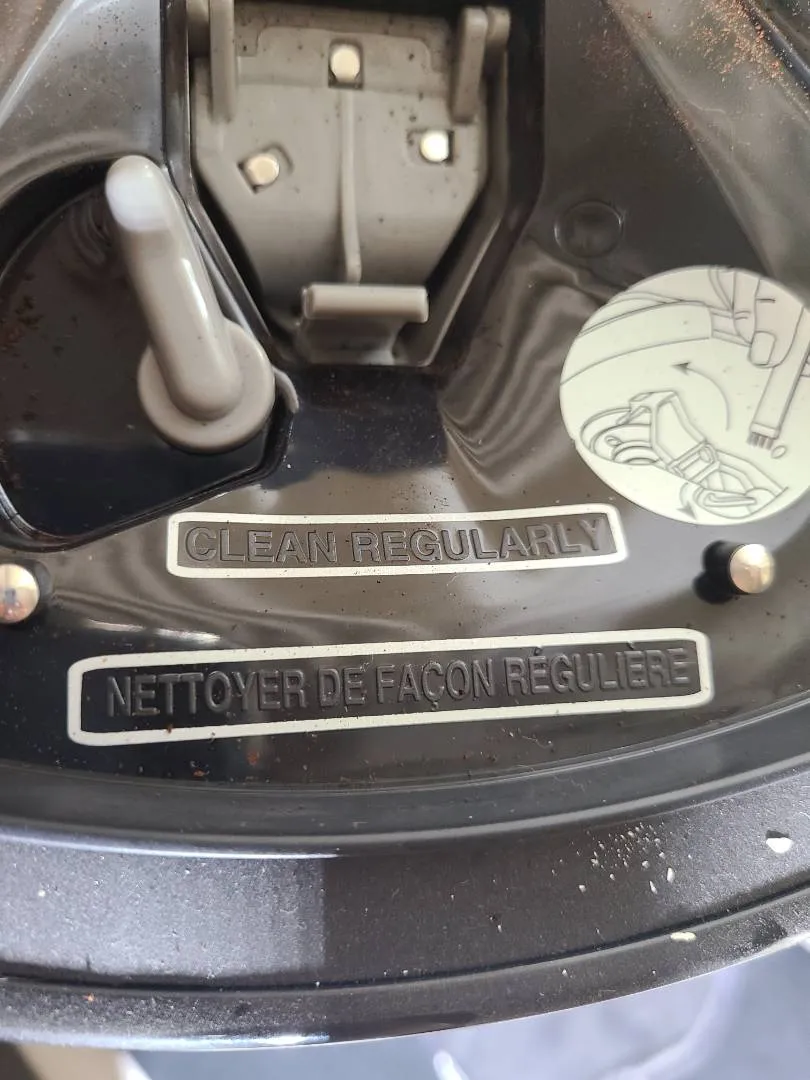 CLEAN REGULARLY
NETTOYER DE FAÇON RÉGULIÈRE